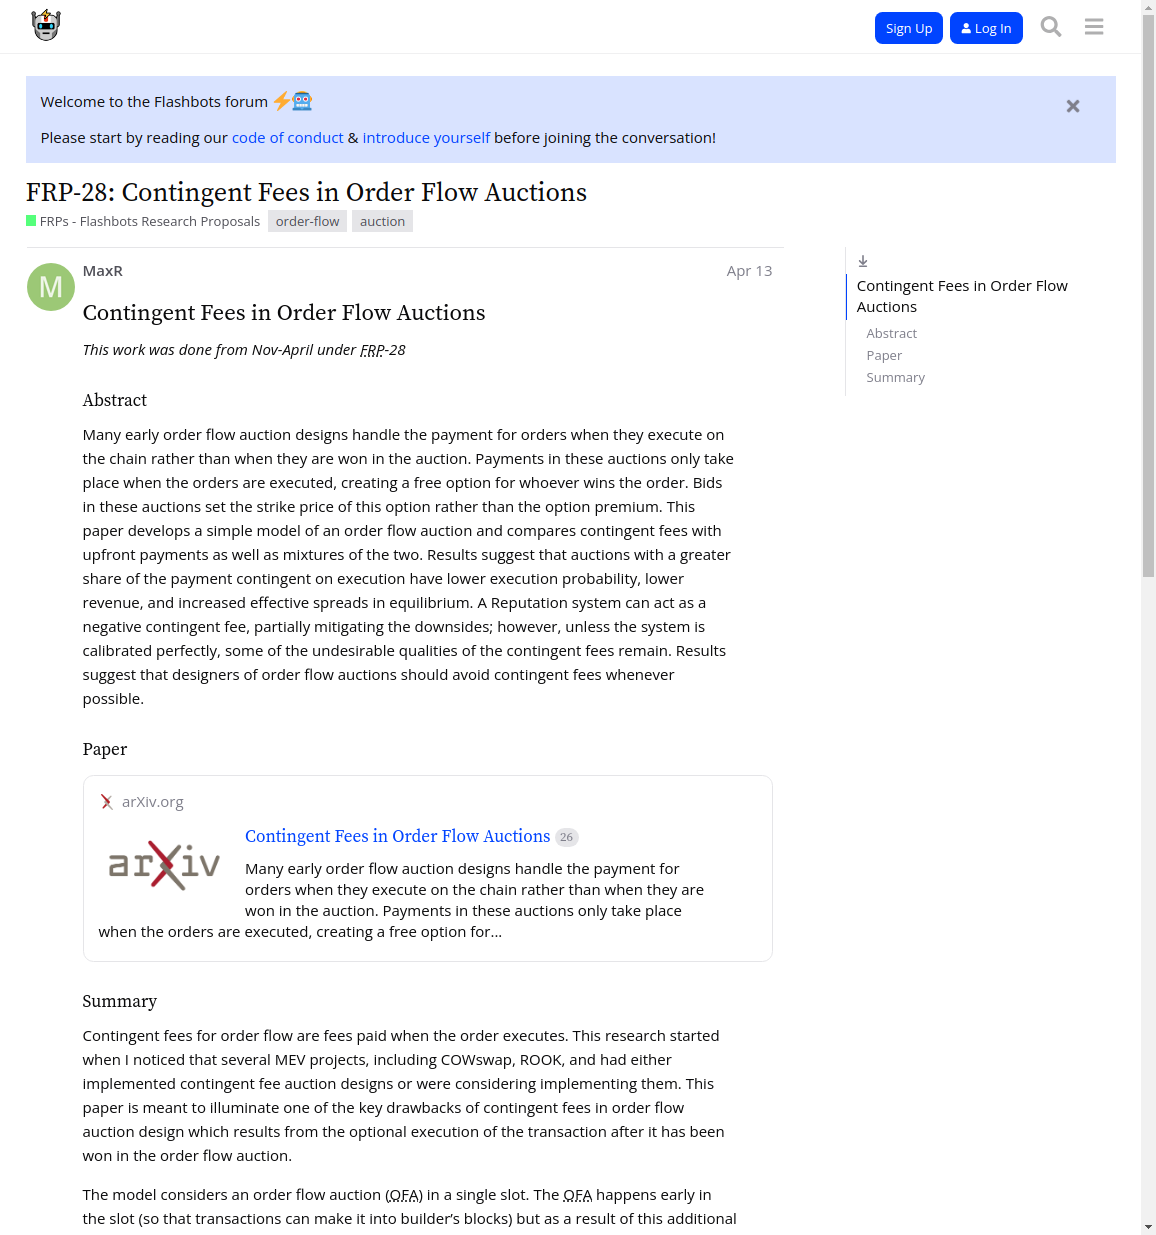 Sign Up
Log In
Welcome to the Flashbots forum
Please start by reading our code of conduct & introduce yourself before joining the conversation!
FRP-28: Contingent Fees in Order Flow Auctions
FRPs - Flashbots Research Proposals order-flow auction
M
MaxR
Apr 13
Contingent Fees in Order Flow Auctions
This work was done from Nov-April under FRP-28
Abstract
Many early order flow auction designs handle the payment for orders when they execute on
the chain rather than when they are won in the auction. Payments in these auctions only take
place when the orders are executed, creating a free option for whoever wins the order. Bids
in these auctions set the strike price of this option rather than the option premium. This
paper develops a simple model of an order flow auction and compares contingent fees with
upfront payments as well as mixtures of the two. Results suggest that auctions with a greater
share of the payment contingent on execution have lower execution probability, lower
revenue, and increased effective spreads in equilibrium. A Reputation system can act as a
negative contingent fee, partially mitigating the downsides; however, unless the system is
calibrated perfectly, some of the undesirable qualities of the contingent fees remain. Results
suggest that designers of order flow auctions should avoid contingent fees whenever
possible.
Paper
arXiv.org
arXiv
Contingent Fees in Order Flow Auctions 26
Many early order flow auction designs handle the payment for
orders when they execute on the chain rather than when they are
won in the auction. Payments in these auctions only take place
when the orders are executed, creating a free option for...
Summary
Contingent fees for order flow are fees paid when the order executes. This research started
when I noticed that several MEV projects, including COWswap, ROOK, and had either
implemented contingent fee auction designs or were considering implementing them. This
paper is meant to illuminate one of the key drawbacks of contingent fees in order flow
auction design which results from the optional execution of the transaction after it has been
won in the order flow auction.
The model considers an order flow auction (OFA) in a single slot. The OFA happens early in
the slot (so that transactions can make it into builder's blocks) but as a result of this additional
Contingent Fees in Order Flow
Auctions
Abstract
Paper
Summary